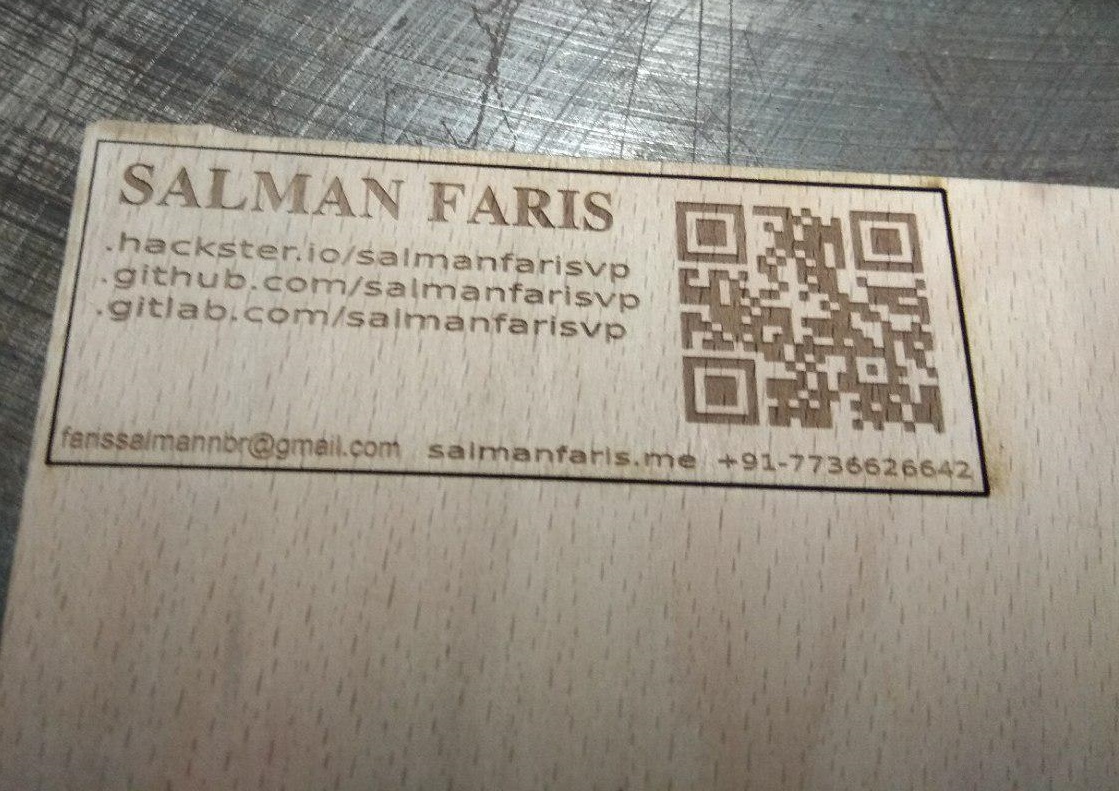 SALMAN FARIS
.hackster.io/salmanfarisvp
.github.com/salmanfarisvp
.gitlab.com/salmanfarisvp
farissalmannbr@gmail.com salmanfaris.me +91-7736626642